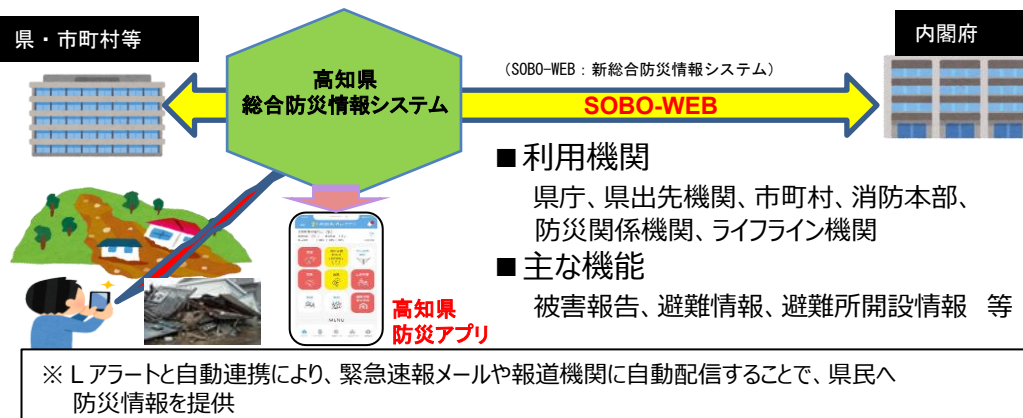 県・市町村等
高知県
総合防災情報システム
（SOBO-WEB：新総合防災情報システム）
SOBO-WEB
内閣府
■利用機関
県庁、県出先機関、市町村、消防本部、
防災関係機関、ライフライン機関
■主な機能
被害報告、避難情報、避難所開設情報 等
MENU
高知県
防災アプリ
※ Ｌアラートと自動連携により、緊急速報メールや報道機関に自動配信することで、県民へ
防災情報を提供